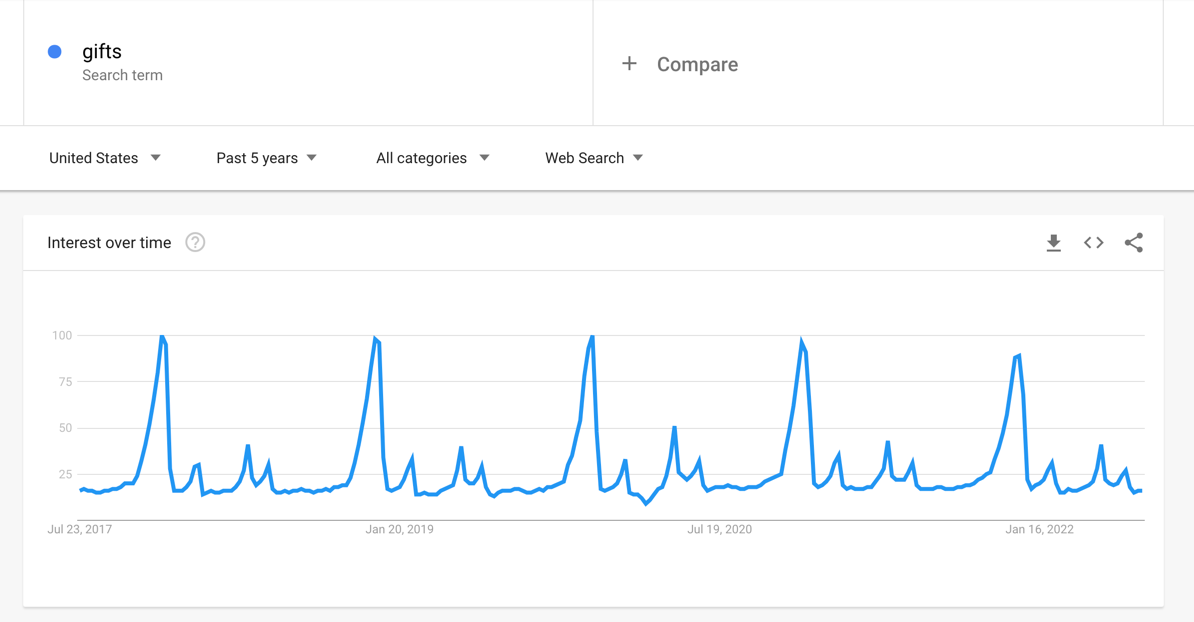 gifts
Search term
+ Compare
United States Past 5 years All categories Web Search
Interest over time ?
100
75
50
25
Jul 23, 2017 Jan 20, 2019 Jul 19, 2020 Jan 16, 2022